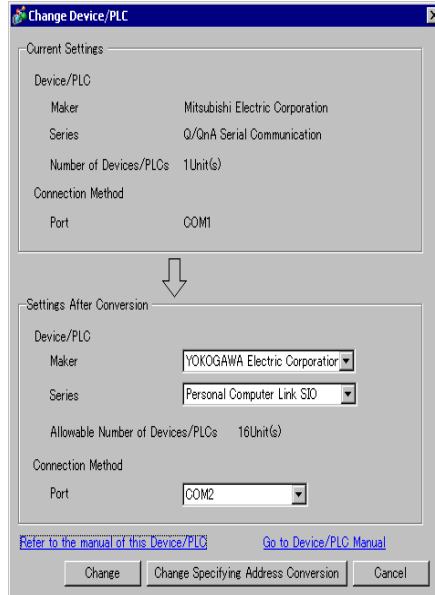 Change Device/PLC
Current Settings
Device/PLC
Maker Mitsubishi Electric Corporation
Series Q/QnA Serial Communication
Number of Devices/PLCs 1Unit(s)
Connection Method
Port COM1
Settings After Conversion
Device/PLC
Maker YOKOGAWA Electric Corporation
Series Personal Computer Link SIO
Allowable Number of Devices/PLCs 16Unit(s)
Connection Method
Port COM2
Refer to the manual of this Device/PLC Go to Device/PLC Manual
Change Change Specifying Address Conversion Cancel